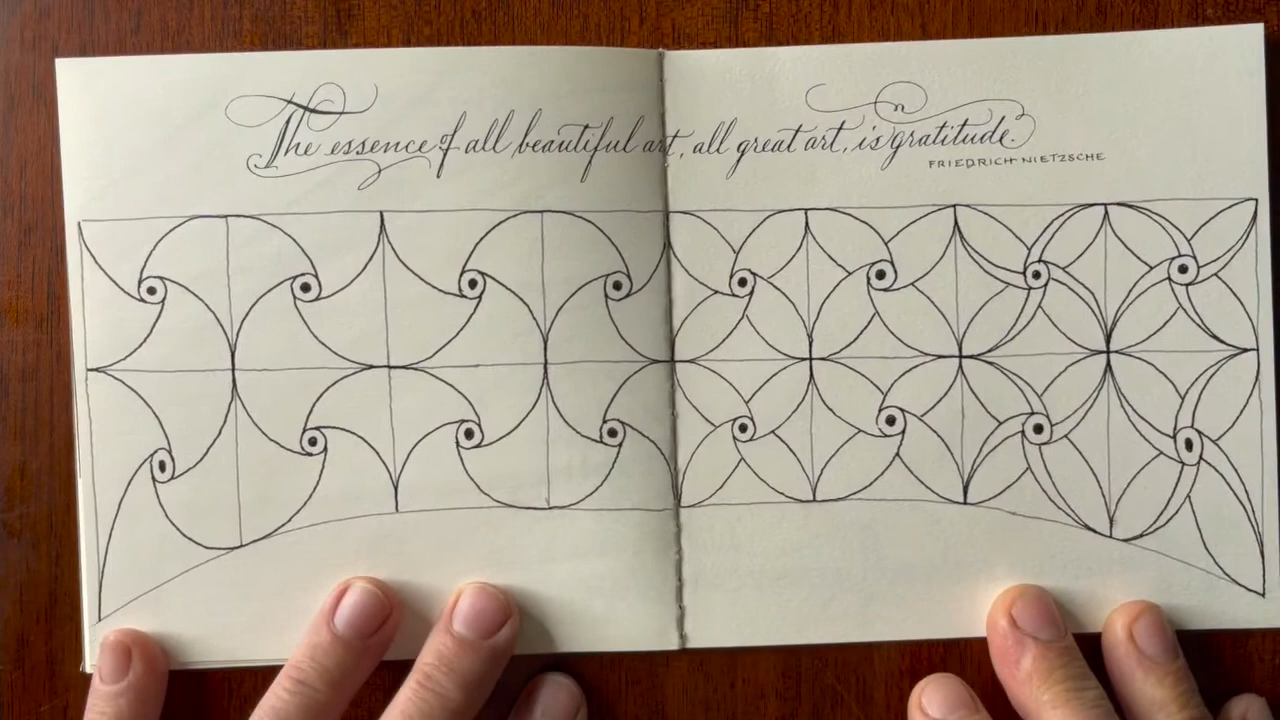 The essence of all beautiful art, all great art, is gratitude.
FRIEDRICH NIETZSCHE